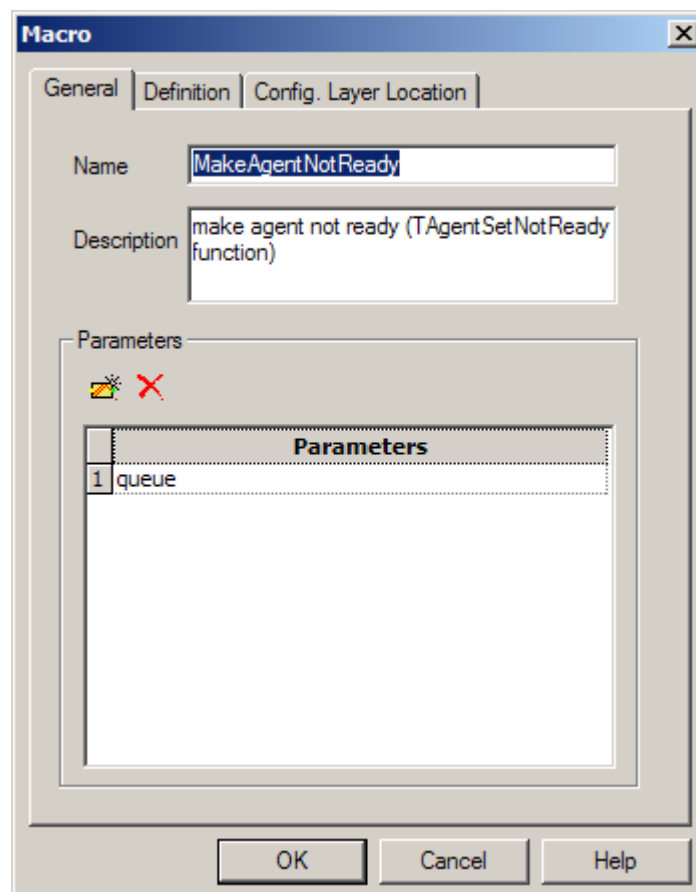 Macro
General Definition Config. Layer Location
Name MakeAgentNotReady
Description make agent not ready (TAgentSetNotReady
function)
Parameters
Parameters
1 queue
OK Cancel Help